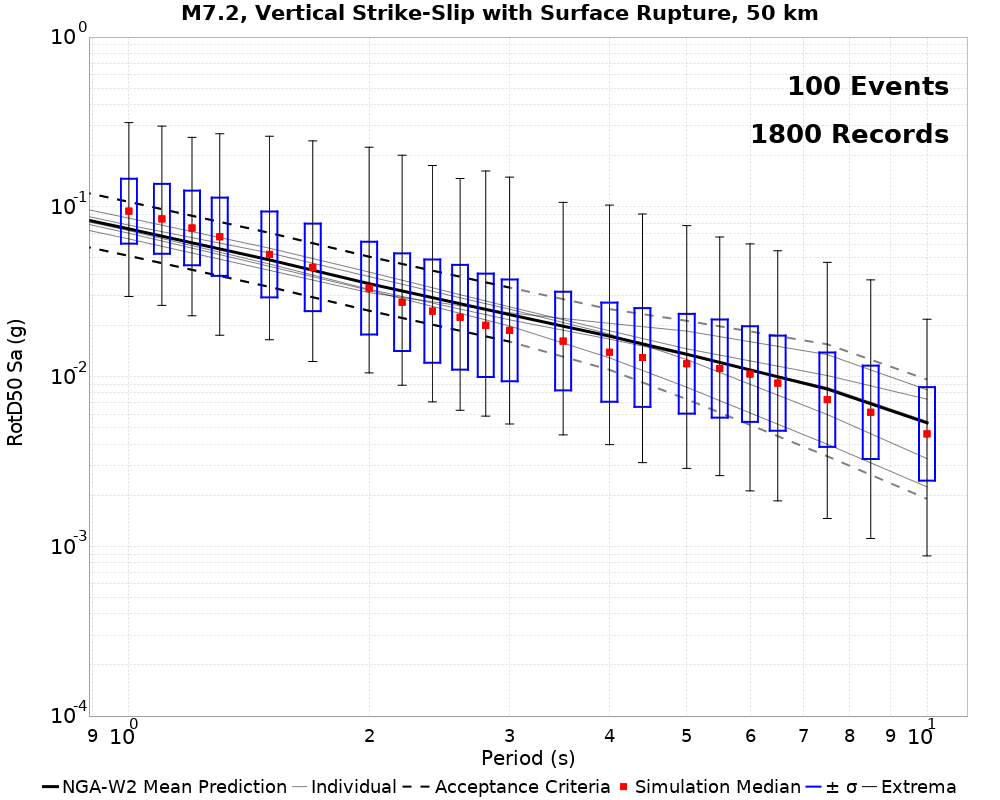 M7.2, Vertical Strike-Slip with Surface Rupture, 50 km
100 Events
1800 Records
RotD50 Sa (g)
10^0
10^-1
10^-2
10^-3
10^-4
9 10^0 2 3 4 5 6 7 8 9 10^1
Period (s)
NGA-W2 Mean Prediction Individual Acceptance Criteria Simulation Median ± σ Extrema